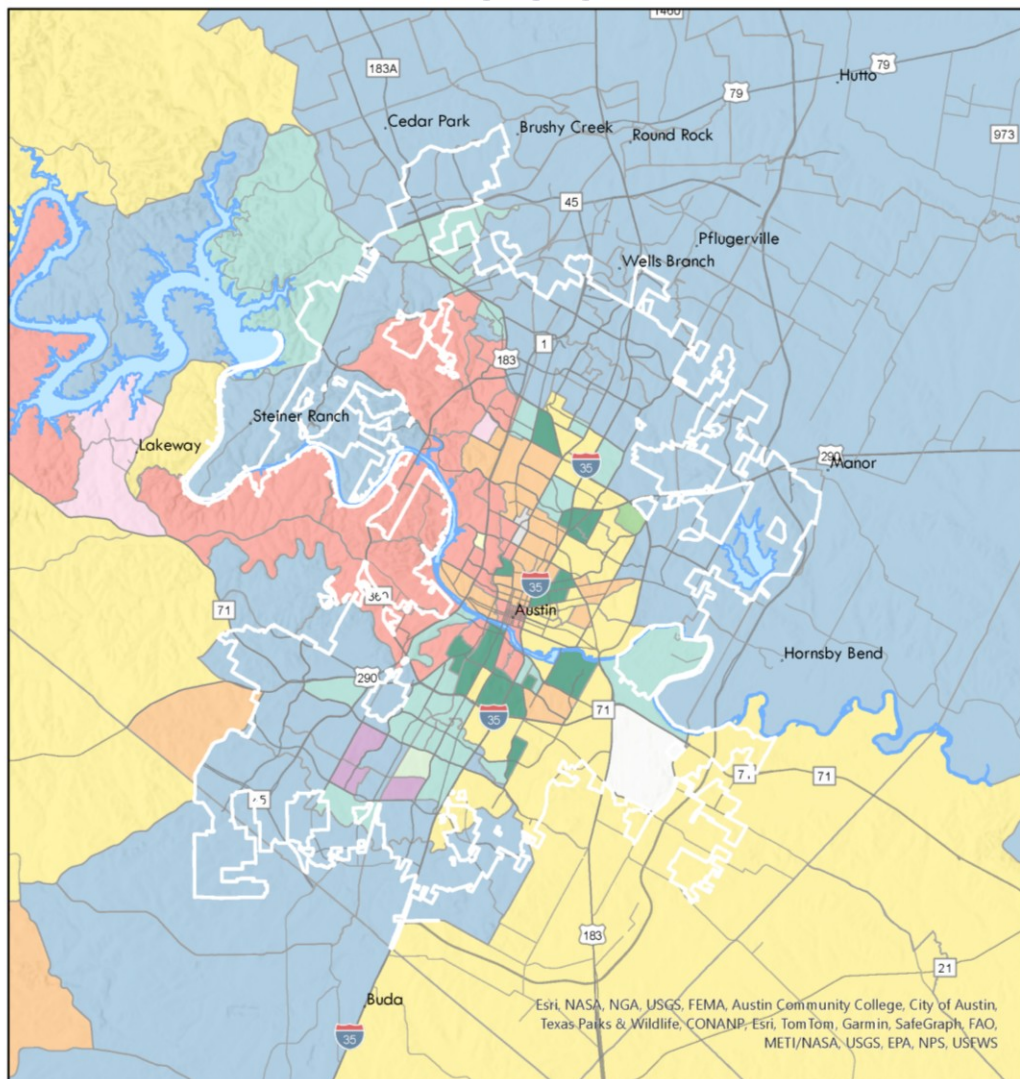 1460
183A
79
Hutto
79
Cedar Park
Brushy Creek
Round Rock
973
45
Pflugerville
Wells Branch
1
183
Steiner Ranch
Lakeway
35
290
Manor
35
360
Austin
71
Hornsby Bend
290
71
35
71
71
45
183
21
Buda
35
Esri, NASA, NGA, USGS, FEMA, Austin Community College, City of Austin,
Texas Parks & Wildlife, CONANP, Esri, TomTom, Garmin, SafeGraph, FAO,
METI/NASA, USGS, EPA, NPS, USFWS